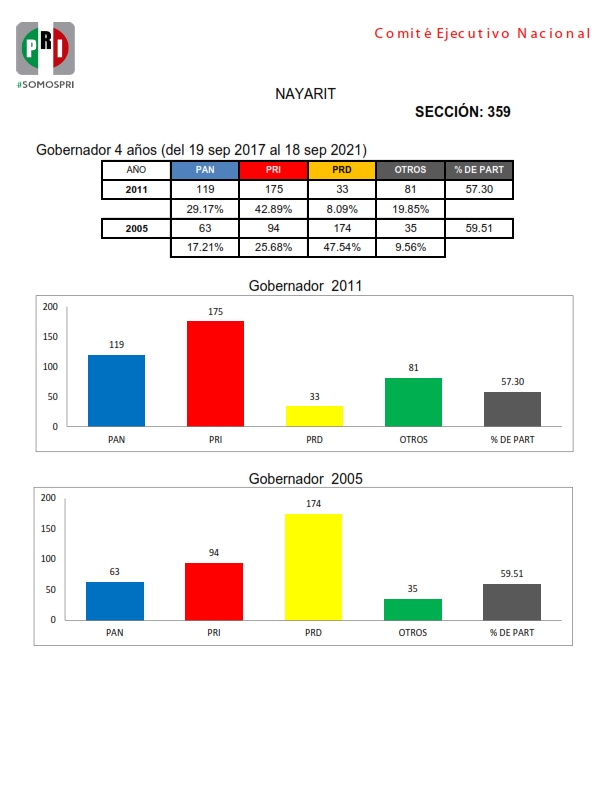 PRI
#SOMOSPRI
Comité Ejecutivo Nacional
NAYARIT
SECCIÓN: 359
Gobernador 4 años (del 19 sep 2017 al 18 sep 2021)
AÑO PAN PRI PRD OTROS % DE PART
2011 119 175 33 81 57.30
29.17% 42.89% 8.09% 19.85%
2005 63 94 174 35 59.51
17.21% 25.68% 47.54% 9.56%
Gobernador 2011
200
150
100
50
0
119
175
33
81
57.30
PAN PRI PRD OTROS % DE PART
Gobernador 2005
200
150
100
50
0
63
94
174
35
59.51
PAN PRI PRD OTROS % DE PART